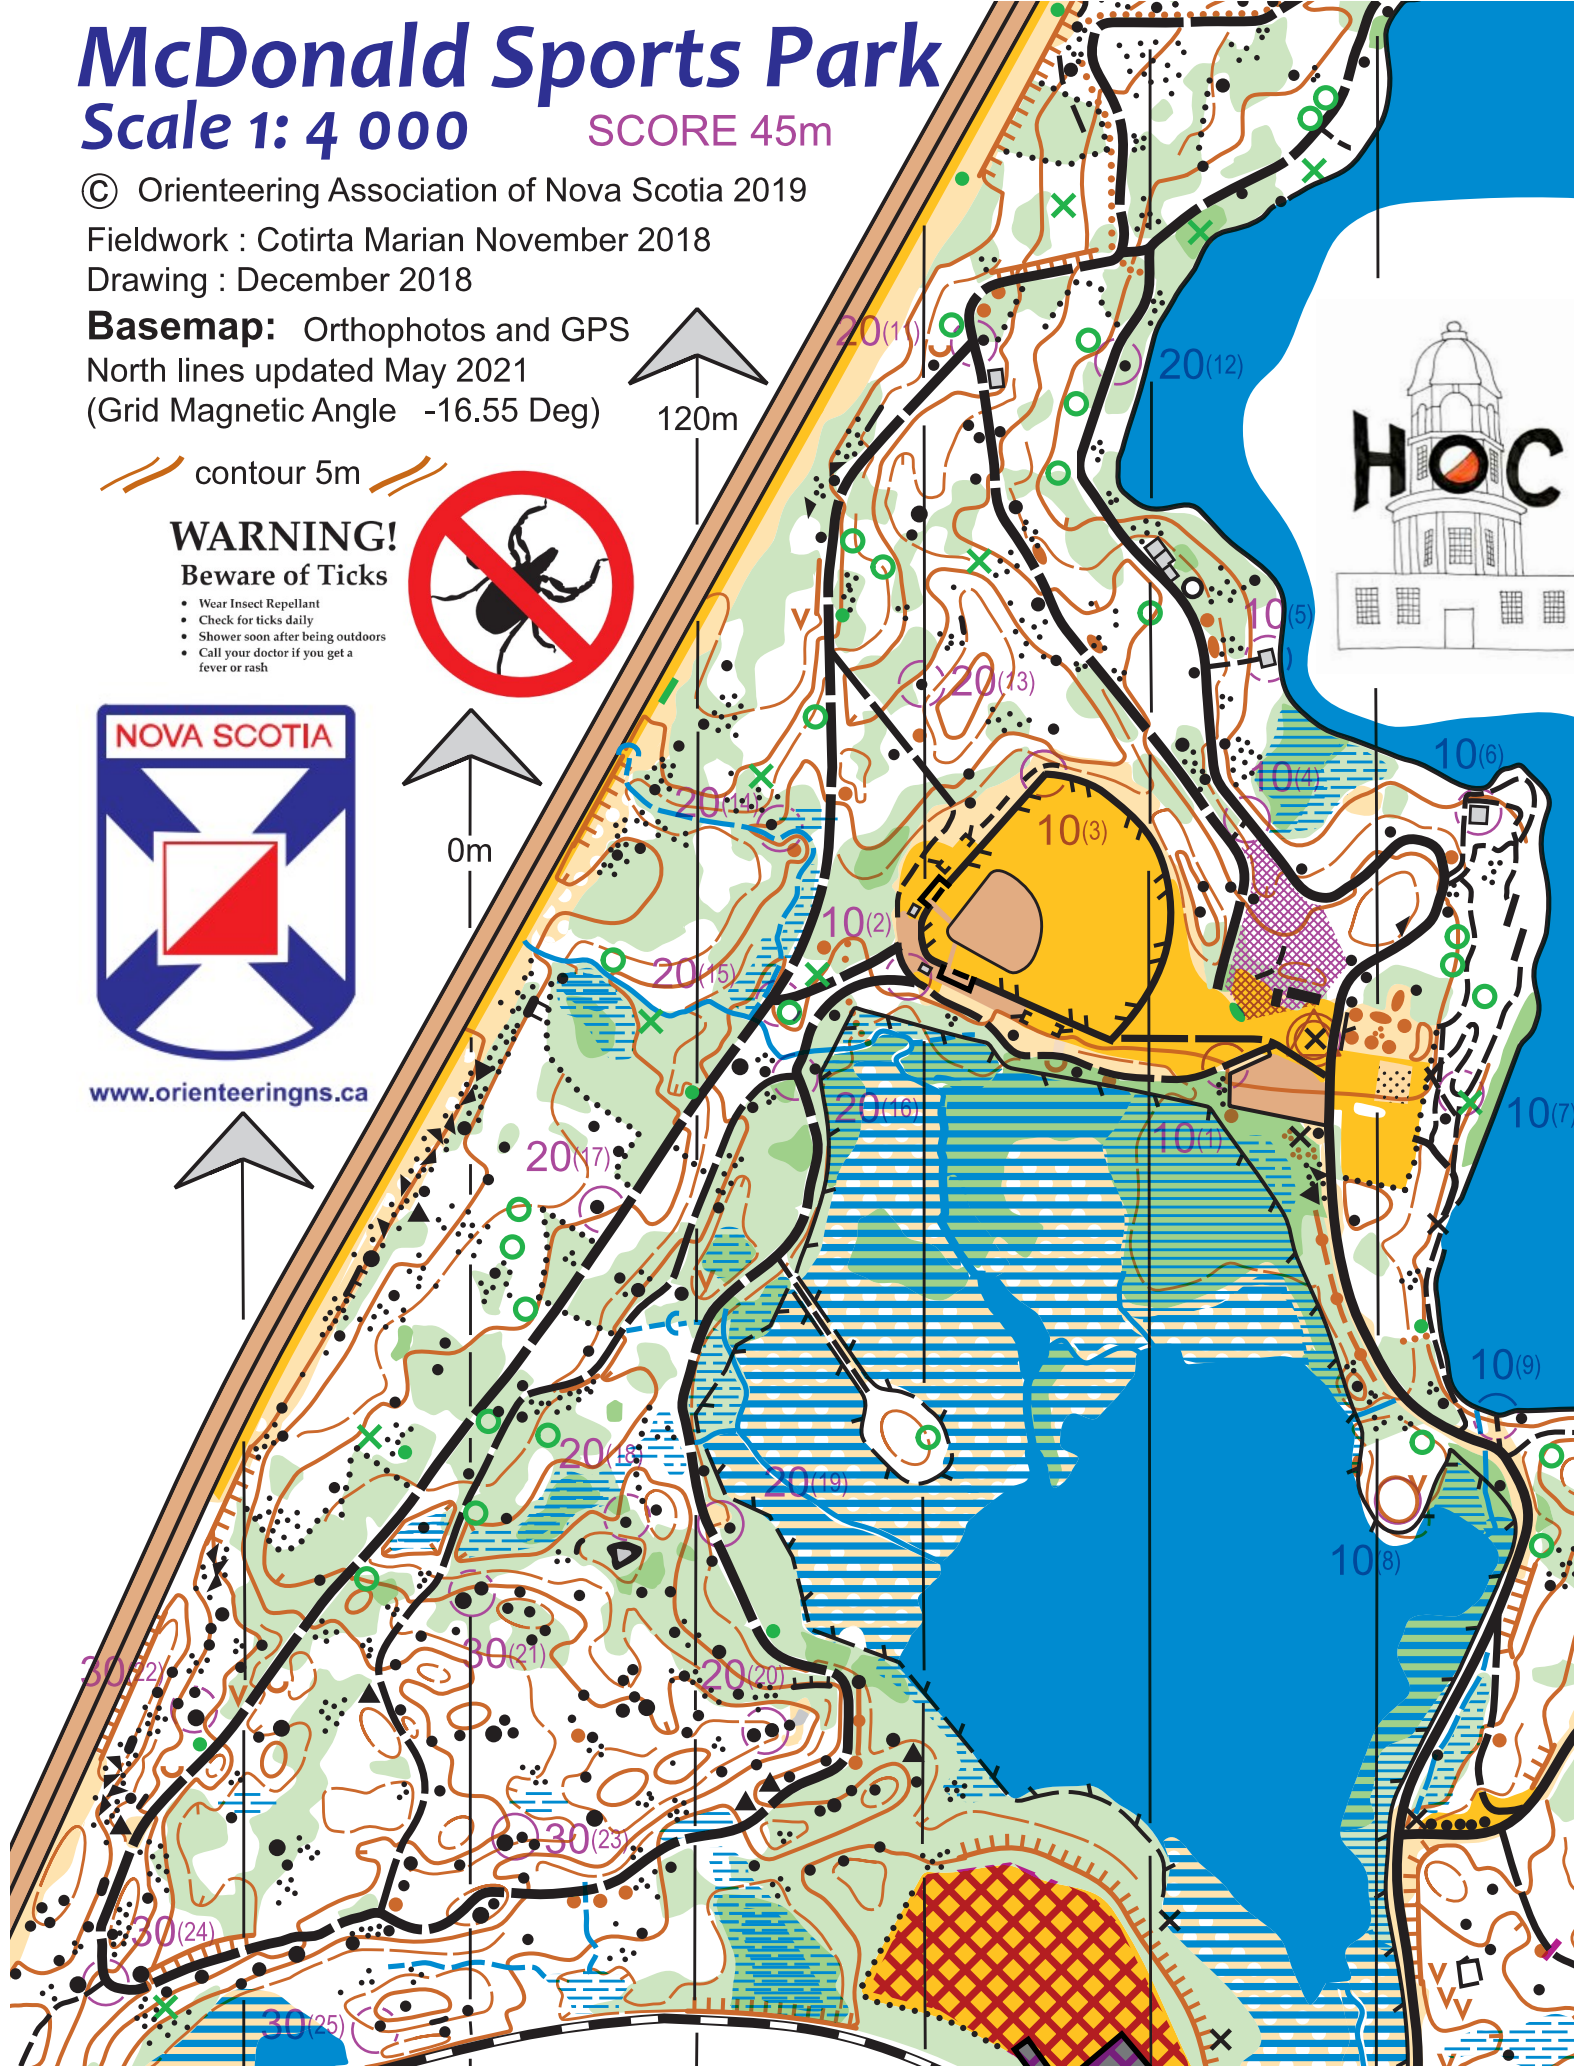 McDonald Sports Park
Scale 1: 4 000 SCORE 45m
© Orienteering Association of Nova Scotia 2019
Fieldwork : Cotirta Marian November 2018
Drawing : December 2018
Basemap: Orthophotos and GPS
North lines updated May 2021
(Grid Magnetic Angle -16.55 Deg)
120m
contour 5m
WARNING!
Beware of Ticks
• Wear Insect Repellant
• Check for ticks daily
• Shower soon after being outdoors
• Call your doctor if you get a
fever or rash
NOVA SCOTIA
0m
www.orienteeringns.ca
HOC
20(11)
20(12)
10(5)
20(13)
10(6)
10(4)
20(14)
10(3)
10(2)
20(15)
20(16)
10(7)
10(1)
20(17)
10(9)
20(18)
20(19)
10(8)
30(21)
30(22)
20(20)
30(23)
30(24)
30(25)